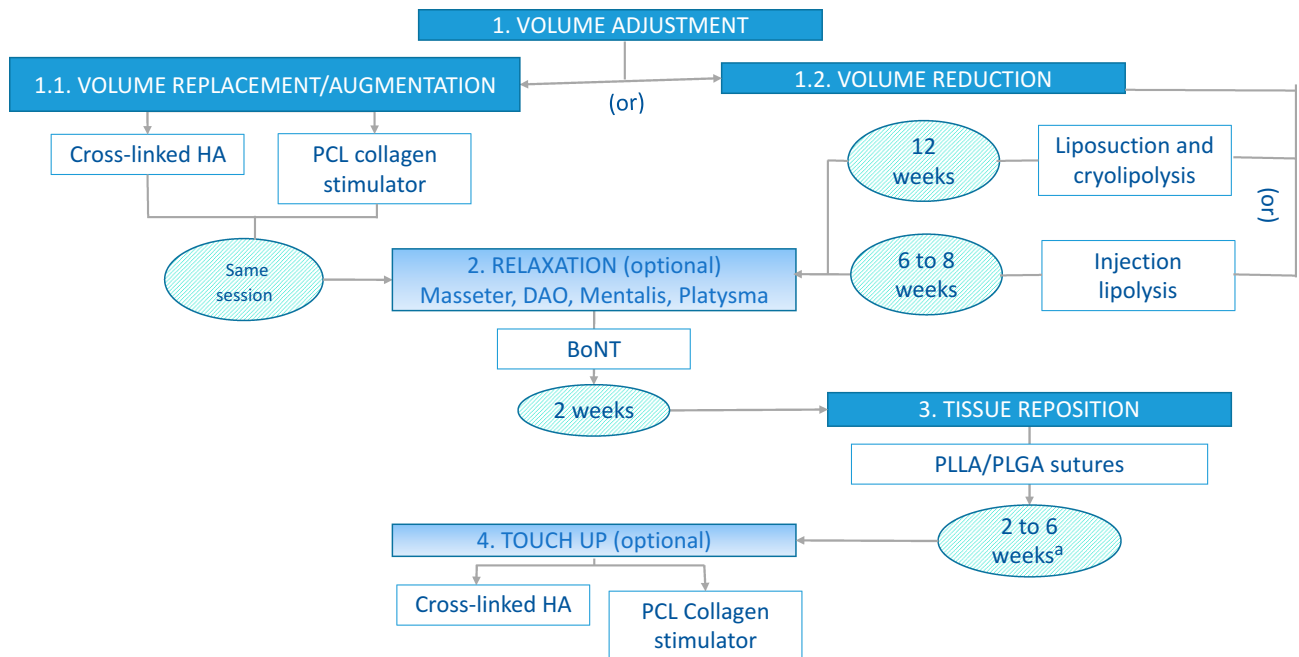 1. VOLUME ADJUSTMENT
1.1. VOLUME REPLACEMENT/AUGMENTATION
(or)
1.2. VOLUME REDUCTION
Cross-linked HA
PCL collagen
stimulator
12
weeks
Liposuction and
cryolipolysis
(or)
Same
session
2. RELAXATION (optional)
Masseter, DAO, Mentalis, Platysma
6 to 8
weeks
Injection
lipolysis
BoNT
2 weeks
3. TISSUE REPOSITION
PLLA/PLGA sutures
2 to 6
weeksᵃ
4. TOUCH UP (optional)
Cross-linked HA
PCL Collagen
stimulator